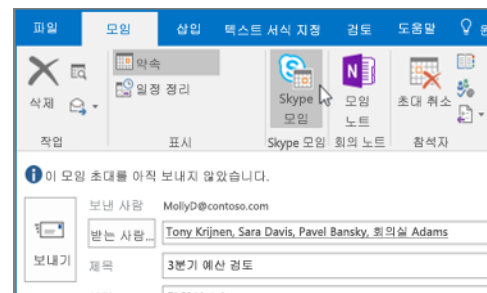 파일 모임 삽입 텍스트 서식 지정 검토 도움말
삭제
약속
일정 정리
Skype
모임
모임
노트
초대 취소
작업 표시 Skype 모임 회의 노트 참석자
이 모임 초대를 아직 보내지 않았습니다.
보낸 사람 MollyD@contoso.com
받는 사람... Tony Krijnen, Sara Davis, Pavel Bansky, 회의실 Adams
보내기
제목 3분기 예산 검토